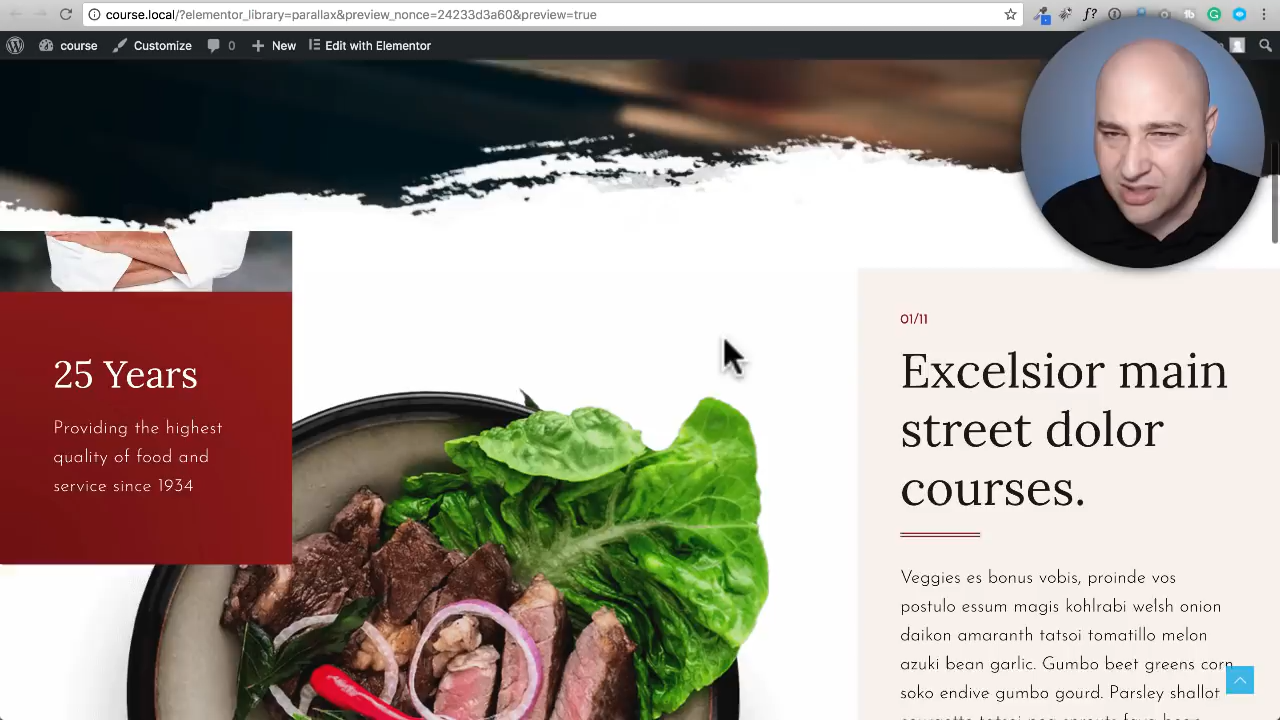 course.local/?elementor_library=parallax&preview_nonce=24233d3a60&preview=true
course Customize 0 New Edit with Elementor
25 Years
Providing the highest
quality of food and
service since 1934
01/11
Excelsior main
street dolor
courses.
Veggies es bonus vobis, proinde vos
postulo essum magis kohlrabi welsh onion
daikon amaranth tatsoi tomatillo melon
azuki bean garlic. Gumbo beet greens corn
soko endive gumbo gourd. Parsley shallot